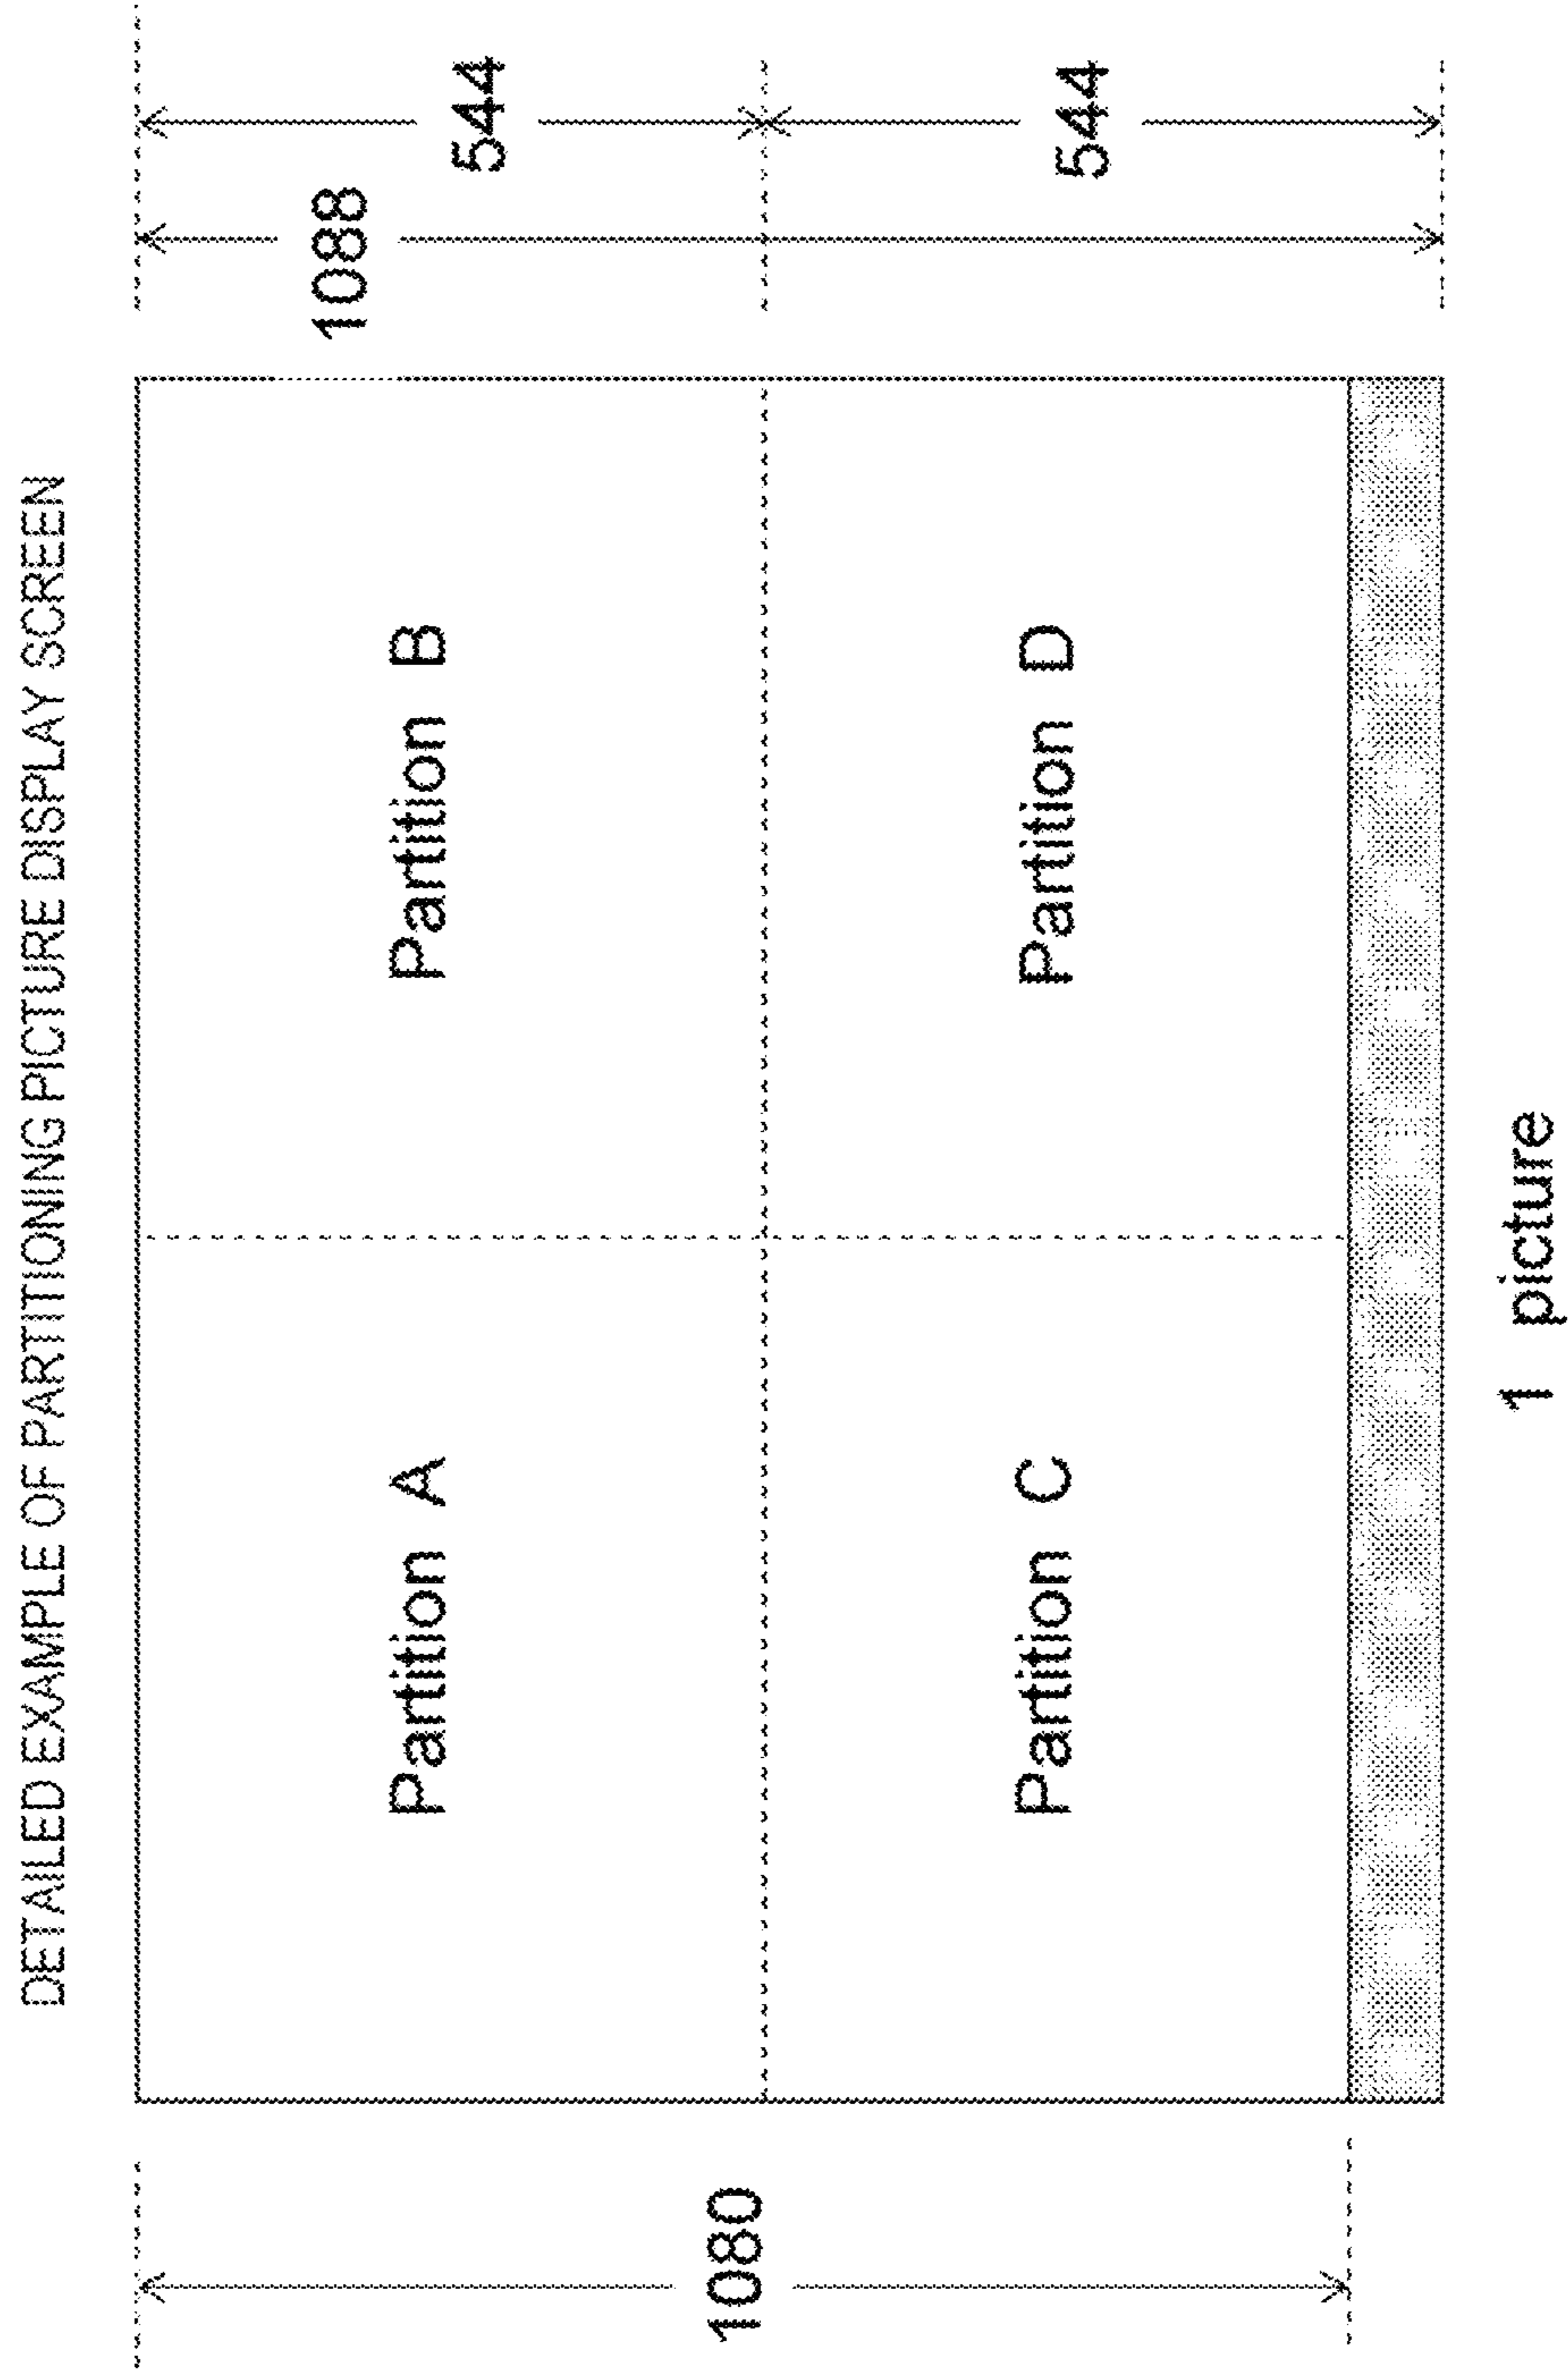 DETAILED EXAMPLE OF PARTITIONING PICTURE DISPLAY SCREEN
1080
Partition A
Partition B
1088
544
Partition C
Partition D
544
1 picture